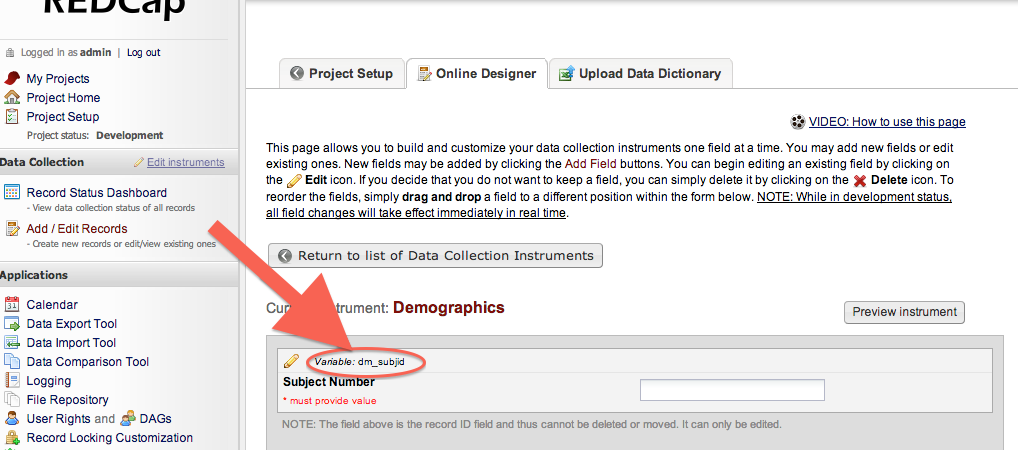 REDCap
Logged in as admin | Log out
My Projects
Project Home
Project Setup
Project status: Development
Data Collection
Edit instruments
Record Status Dashboard
- View data collection status of all records
Add / Edit Records
- Create new records or edit/view existing ones
Applications
Calendar
Data Export Tool
Data Import Tool
Data Comparison Tool
Logging
File Repository
User Rights and DAGs
Record Locking Customization
Project Setup
Online Designer
Upload Data Dictionary
VIDEO: How to use this page
This page allows you to build and customize your data collection instruments one field at a time. You may add new fields or edit
existing ones. New fields may be added by clicking the Add Field buttons. You can begin editing an existing field by clicking on
the Edit icon. If you decide that you do not want to keep a field, you can simply delete it by clicking on the Delete icon. To
reorder the fields, simply drag and drop a field to a different position within the form below. NOTE: While in development status,
all field changes will take effect immediately in real time.
Return to list of Data Collection Instruments
Demographics
Preview instrument
Variable: dm_subjid
Subject Number
* must provide value
NOTE: The field above is the record ID field and thus cannot be deleted or moved. It can only be edited.